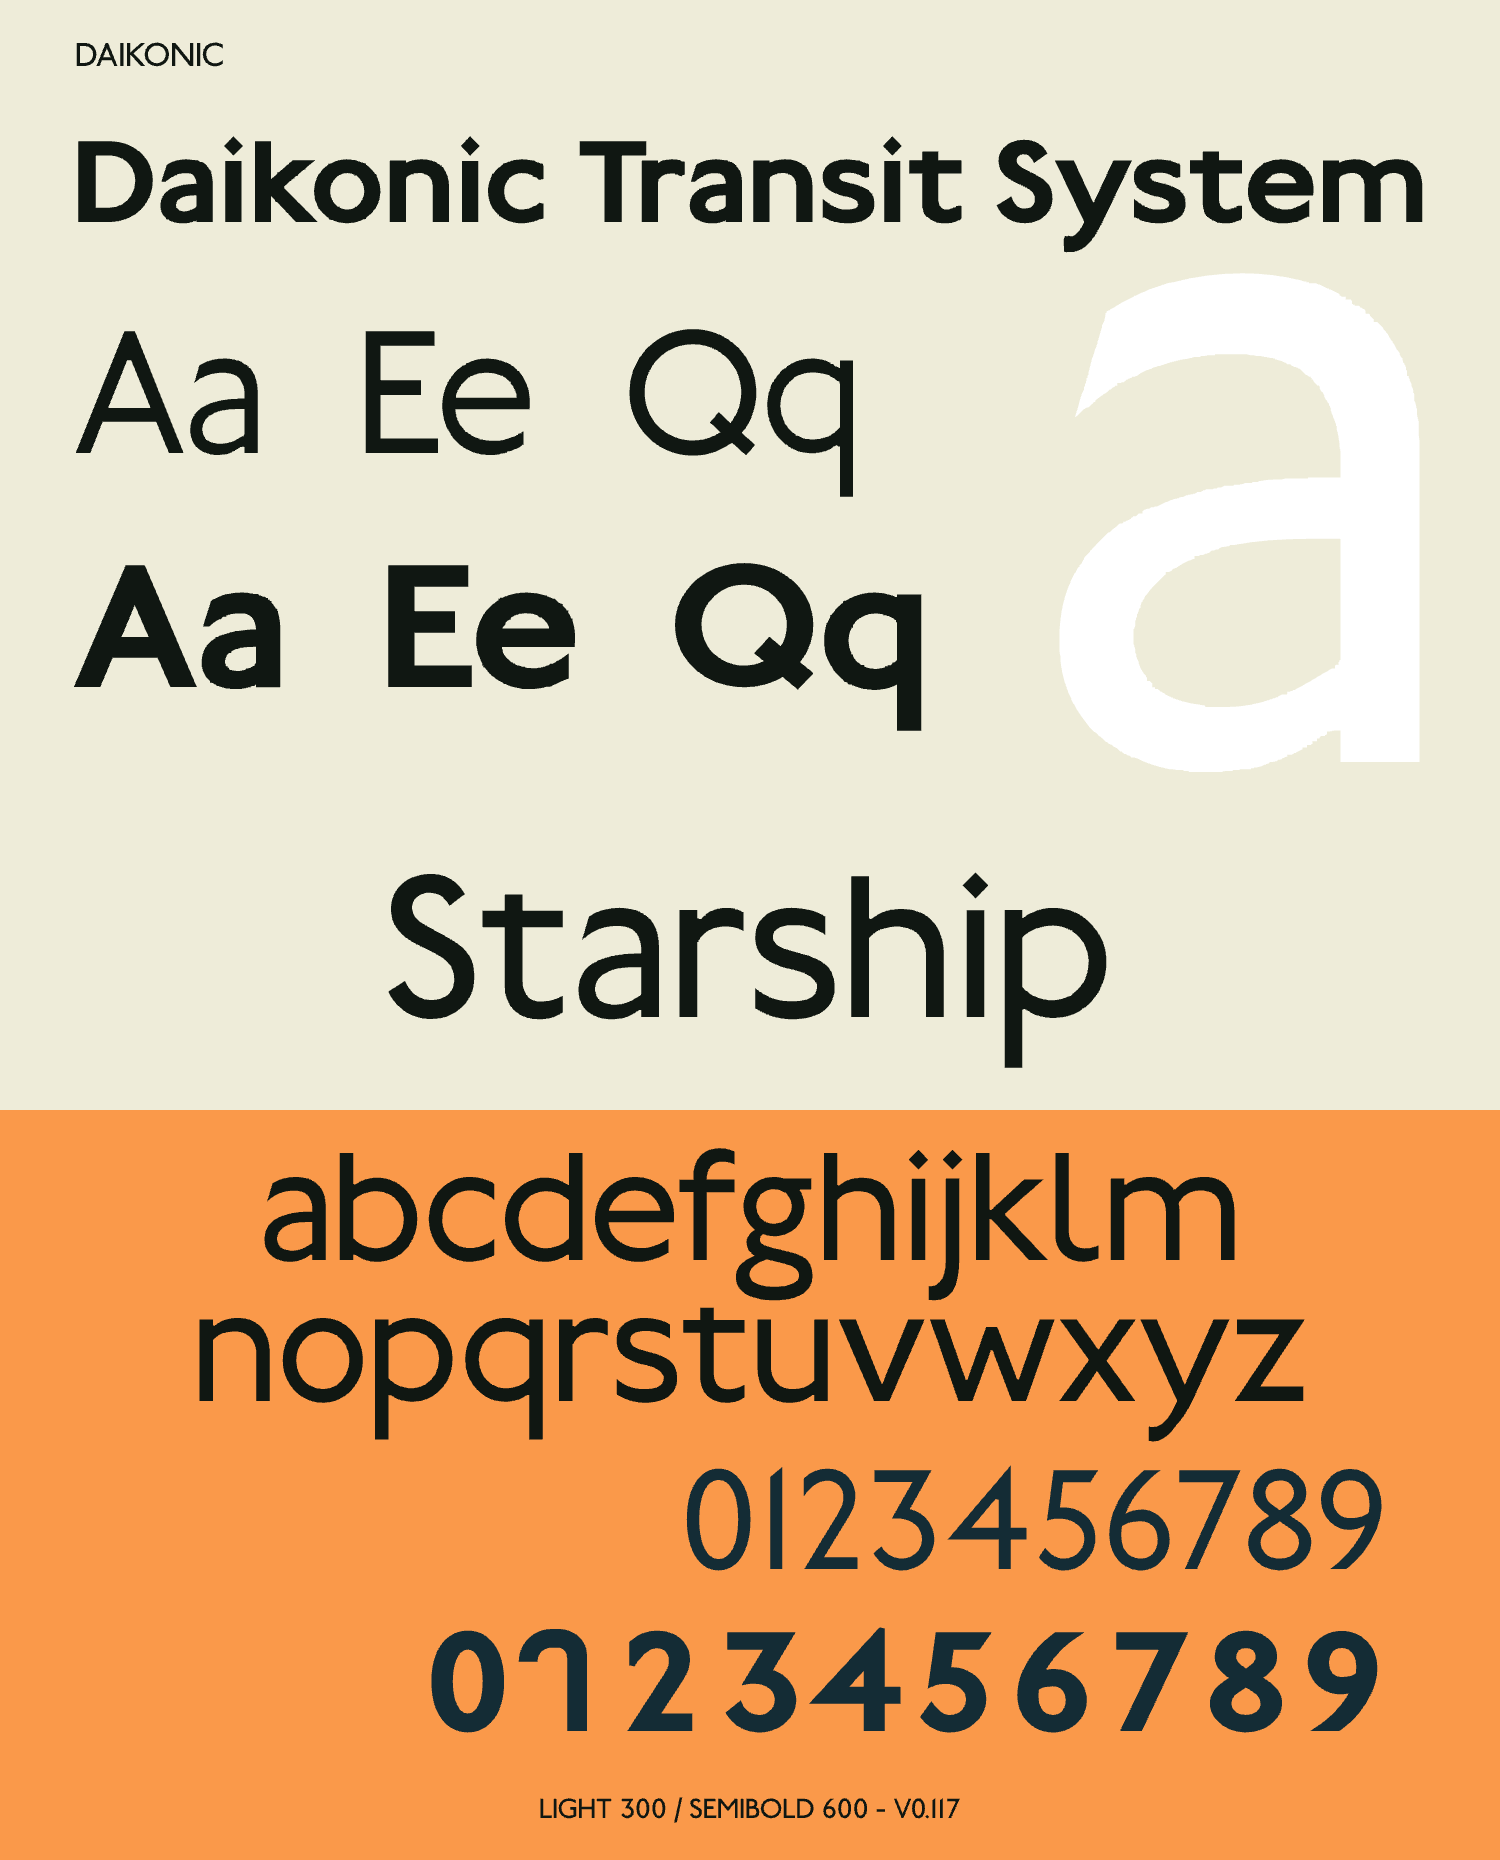 DAIKONIC
Daikonic Transit System
Aa Ee Qq
a
Aa Ee Qq
Starship
abcdefghijklm
nopqrstuvwxyz
0123456789
0123456789
LIGHT 300 / SEMIBOLD 600 - V0.117